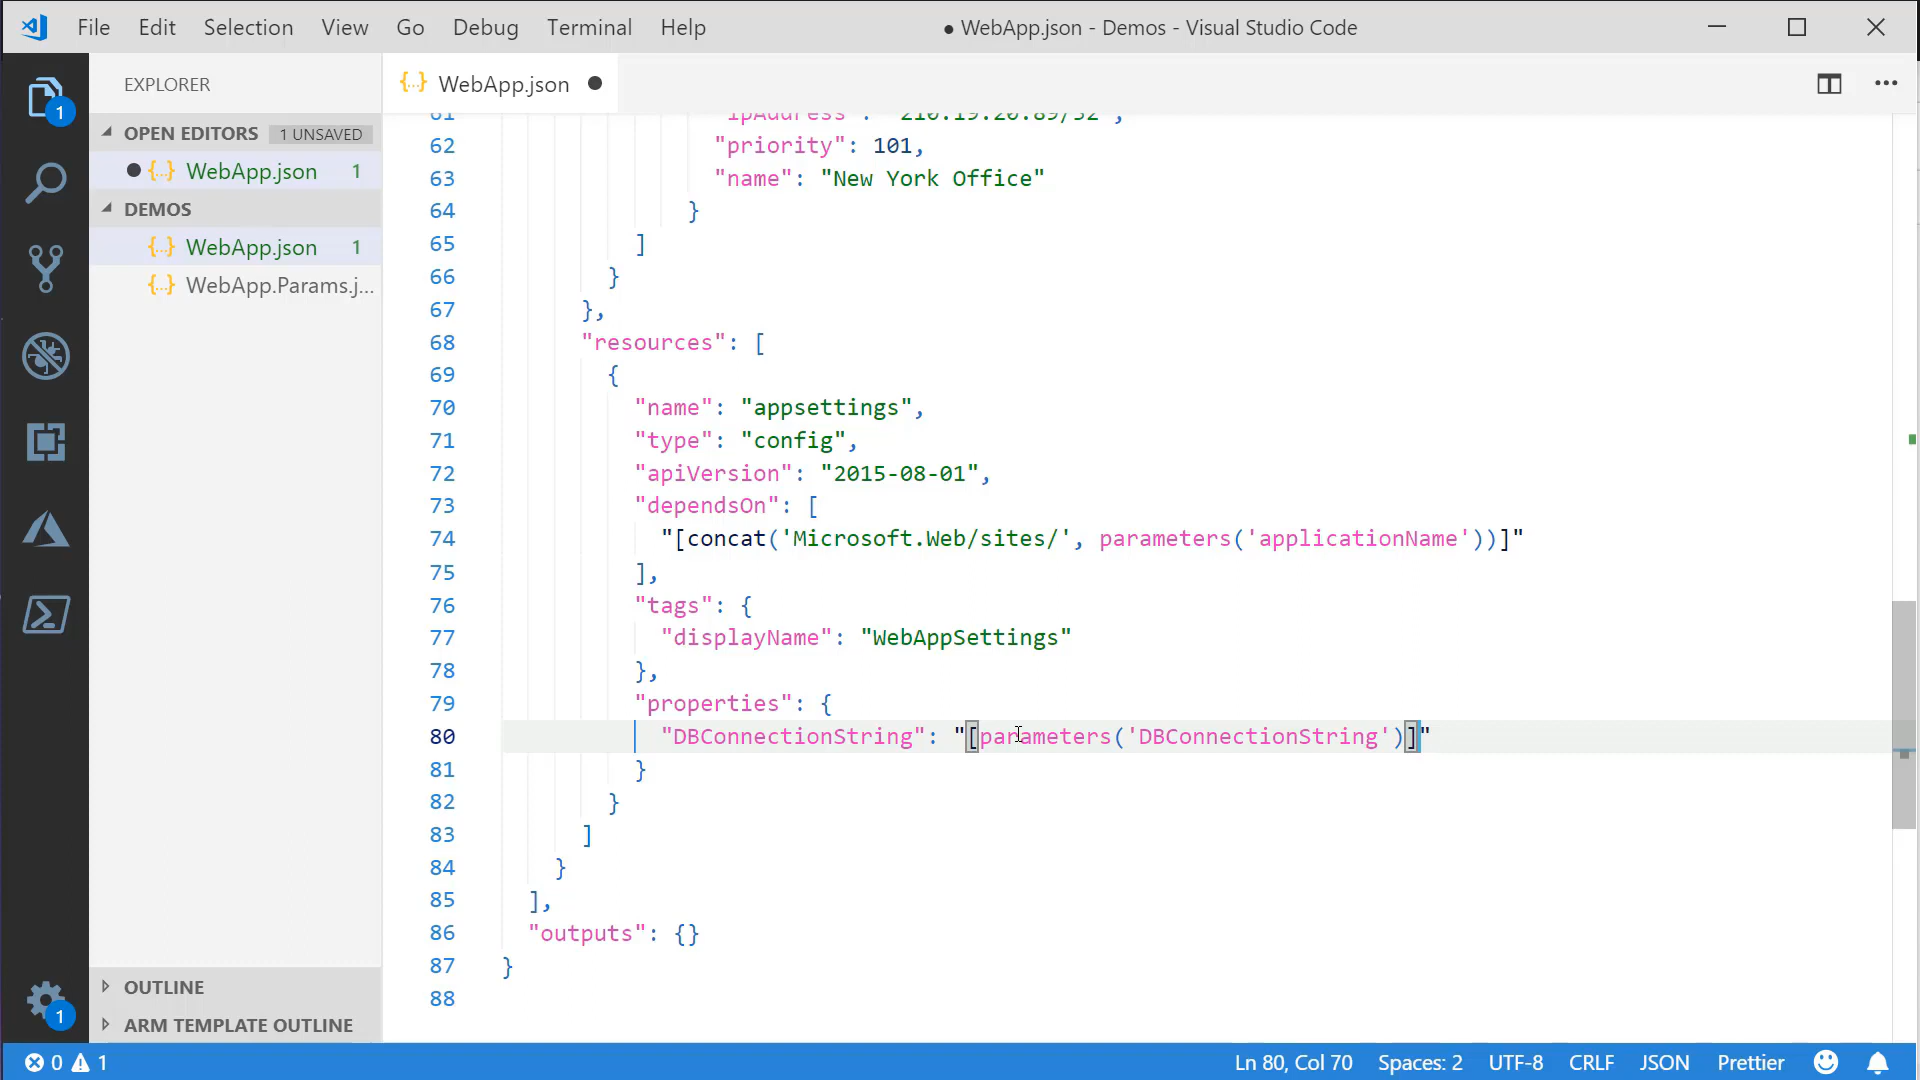 File Edit Selection View Go Debug Terminal Help
● WebApp.json - Demos - Visual Studio Code
EXPLORER
OPEN EDITORS 1 UNSAVED
WebApp.json 1
DEMOS
WebApp.json 1
WebApp.Params.j...
OUTLINE
ARM TEMPLATE OUTLINE
1
1
{..} WebApp.json
62 "priority": 101,
63 "name": "New York Office"
64 }
65 ]
66 }
67 },
68 "resources": [
69 {
70 "name": "appsettings",
71 "type": "config",
72 "apiVersion": "2015-08-01",
73 "dependsOn": [
74 "[concat('Microsoft.Web/sites/', parameters('applicationName'))]"
75 ],
76 "tags": {
77 "displayName": "WebAppSettings"
78 },
79 "properties": {
80 "DBConnectionString": "[parameters('DBConnectionString')]"
81 }
82 }
83 ]
84 }
85 ],
86 "outputs": {}
87 }
88
0 1 Ln 80, Col 70 Spaces: 2 UTF-8 CRLF JSON Prettier